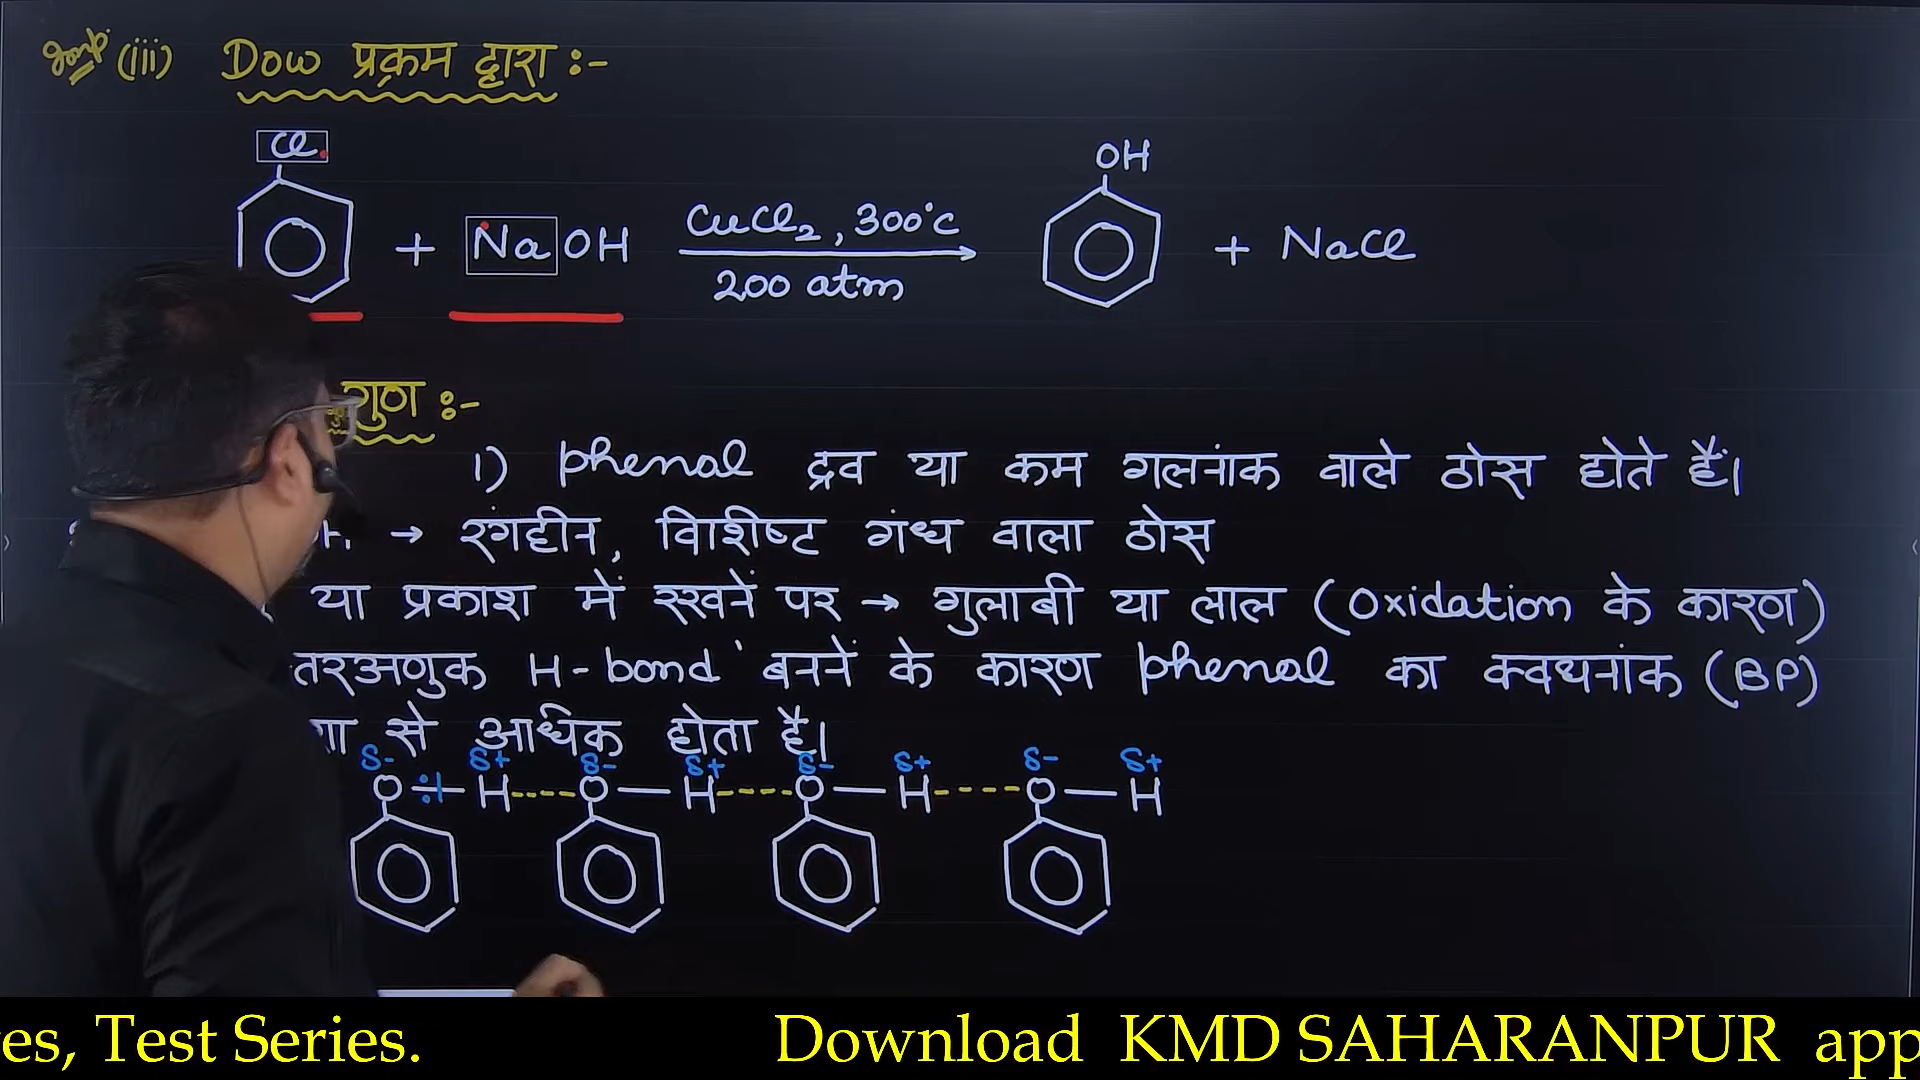 Imp. (iii) Dow प्रक्रम द्वारा :-
Cl
OH
+ NaOH CuCl₂, 300°C + NaCl
200 atm
गुण :-
1) phenol द्रव या कम गलनांक वाले ठोस होते हैं।
→ रंगहीन, विशिष्ट गंध वाला ठोस
या प्रकाश में रखनें पर → गुलाबी या लाल (Oxidation के कारण)
H-bond बननें के कारण phenol का क्वथनांक (BP)
से अधिक होता है।
δ- δ+ δ- δ+ δ- δ+ δ- δ+
O—H----O—H----O—H----O—H
es, Test Series. Download KMD SAHARANPUR app